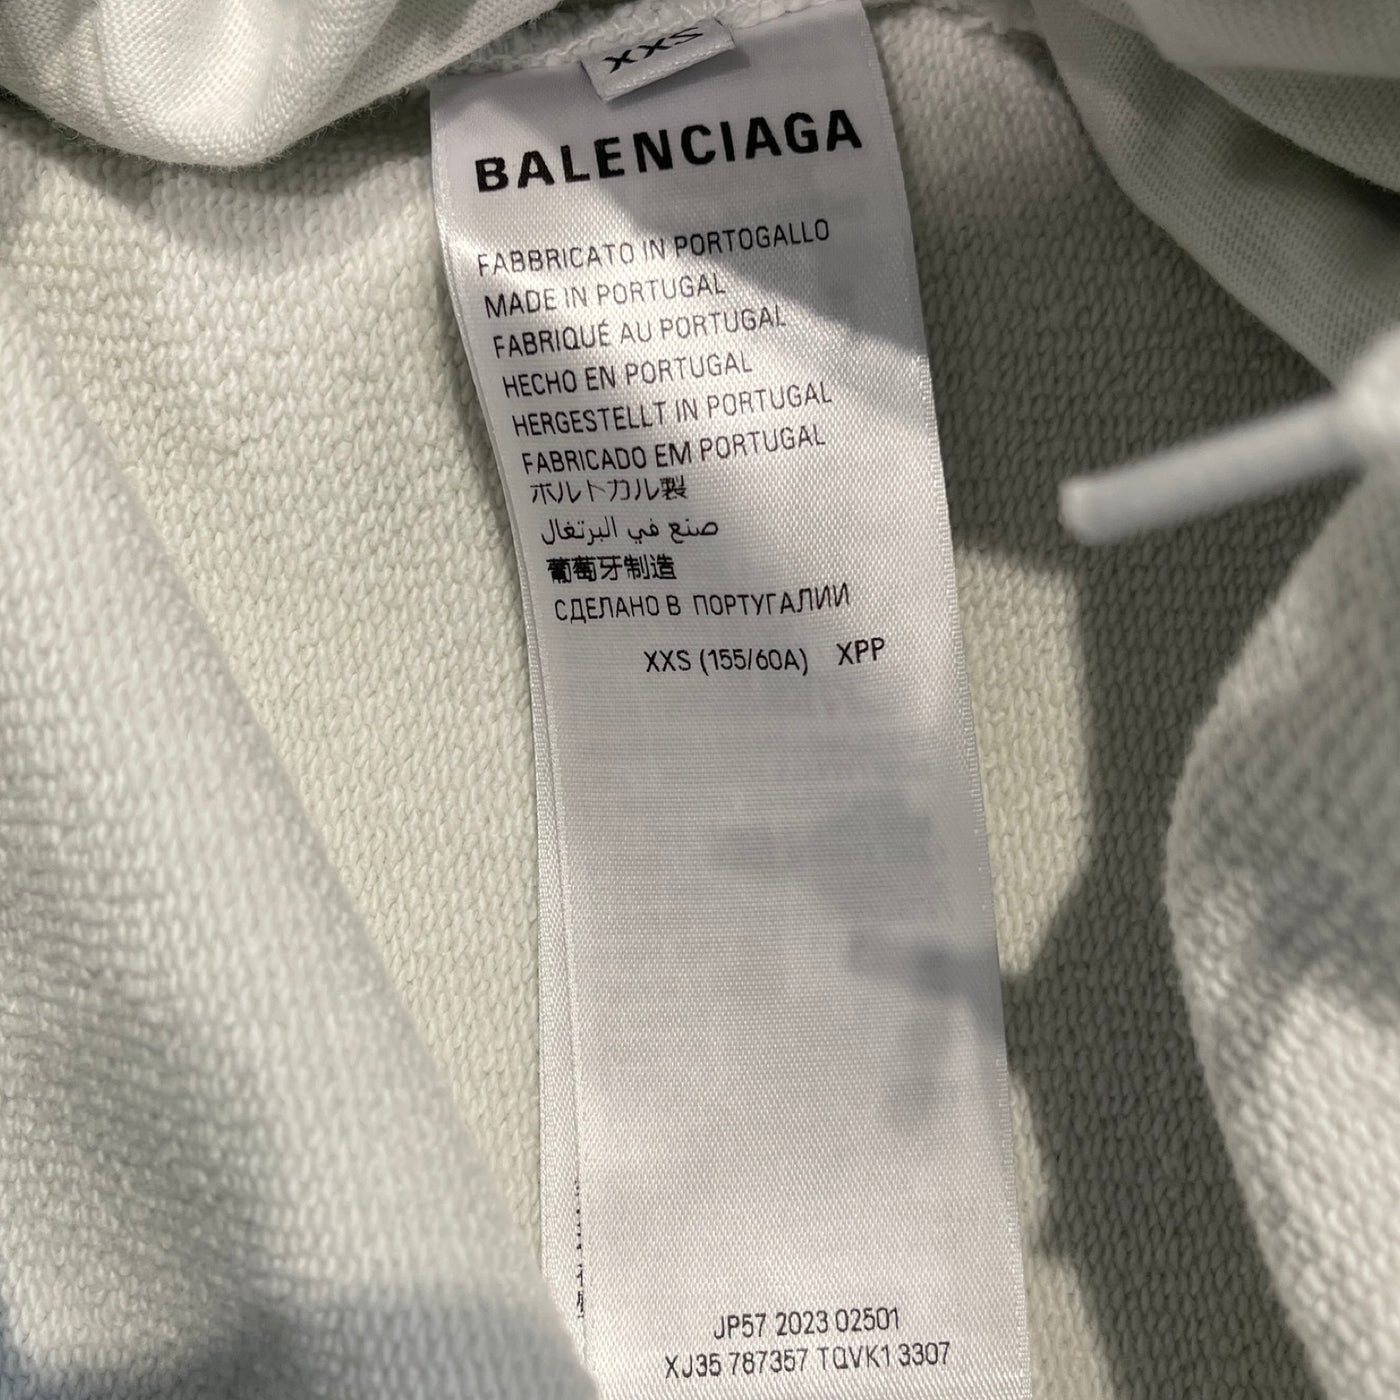 XXS
BALENCIAGA
FABBRICATO IN PORTOGALLO
MADE IN PORTUGAL
FABRIQUÉ AU PORTUGAL
HECHO EN PORTUGAL
HERGESTELLT IN PORTUGAL
FABRICADO EM PORTUGAL
ポルトカル製
صنع في البرتغال
葡萄牙制造
СДЕЛАНО В ПОРТУГАЛИИ
XXS (155/60A) XPP
JP57 2023 02501
XJ35 787357 TQVK1 3307